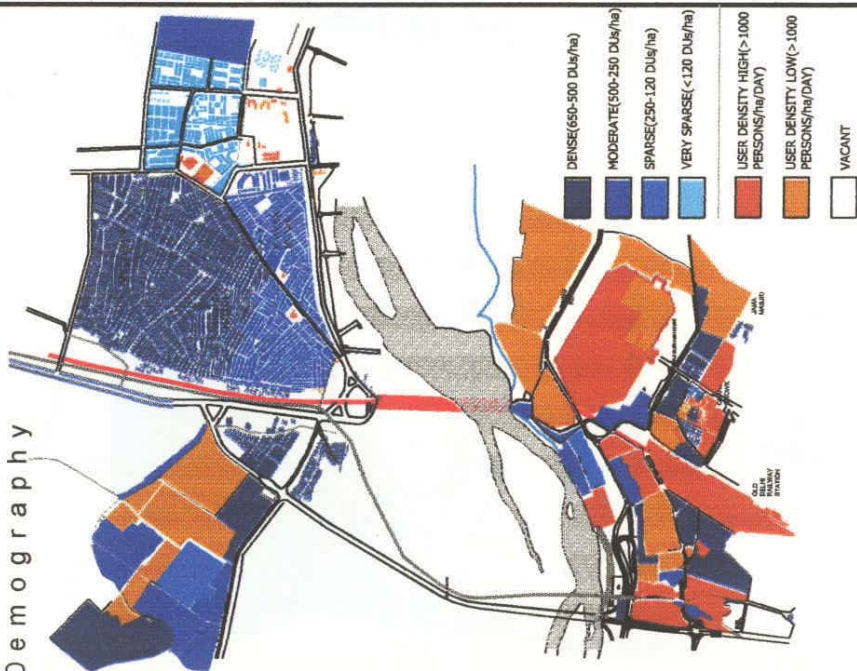 Demography
DENSE(650-500 DUs/ha)
MODERATE(500-250 DUs/ha)
SPARSE(250-120 DUs/ha)
VERY SPARSE(<120 DUs/ha)
USER DENSITY HIGH(>1000
PERSONS/ha/DAY)
USER DENSITY LOW(>1000
PERSONS/ha/DAY)
VACANT
JAMA
MASJID
OLD
DELHI
RAILWAY
STATION